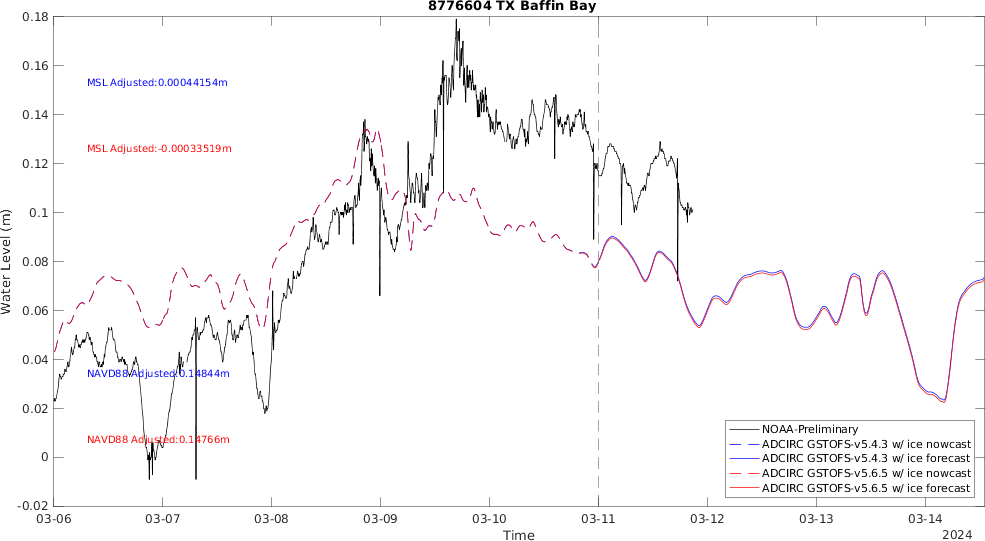 8776604 TX Baffin Bay
0.18
0.16
MSL Adjusted:0.00044154m
0.14
MSL Adjusted:-0.00033519m
0.12
0.1
0.08
0.06
0.04
NAVD88 Adjusted:0.14844m
0.02
NAVD88 Adjusted:0.14766m
0
-0.02
Water Level (m)
NOAA-Preliminary
ADCIRC GSTOFS-v5.4.3 w/ ice nowcast
ADCIRC GSTOFS-v5.4.3 w/ ice forecast
ADCIRC GSTOFS-v5.6.5 w/ ice nowcast
ADCIRC GSTOFS-v5.6.5 w/ ice forecast
03-06 03-07 03-08 03-09 03-10 03-11 03-12 03-13 03-14
Time
2024